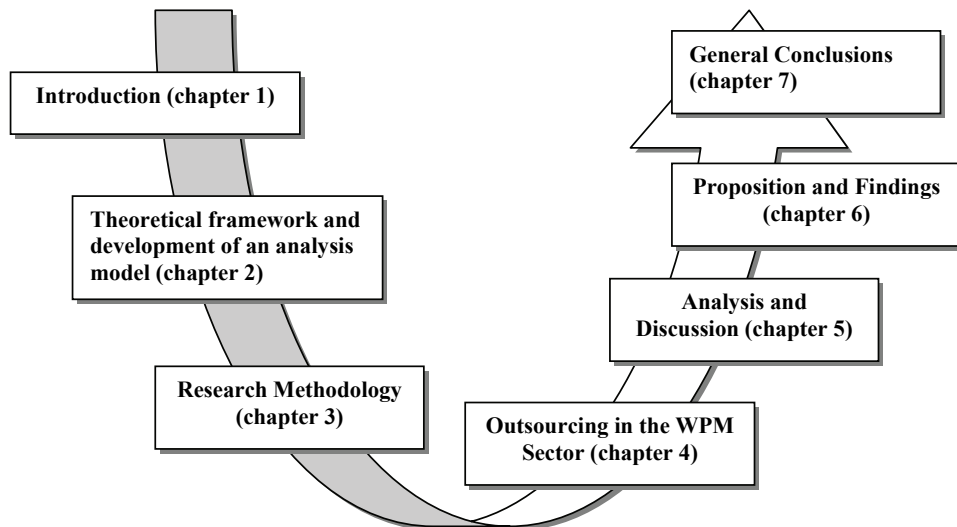 Introduction (chapter 1)
Theoretical framework and
development of an analysis
model (chapter 2)
Research Methodology
(chapter 3)
Outsourcing in the WPM
Sector (chapter 4)
Analysis and
Discussion (chapter 5)
Proposition and Findings
(chapter 6)
General Conclusions
(chapter 7)